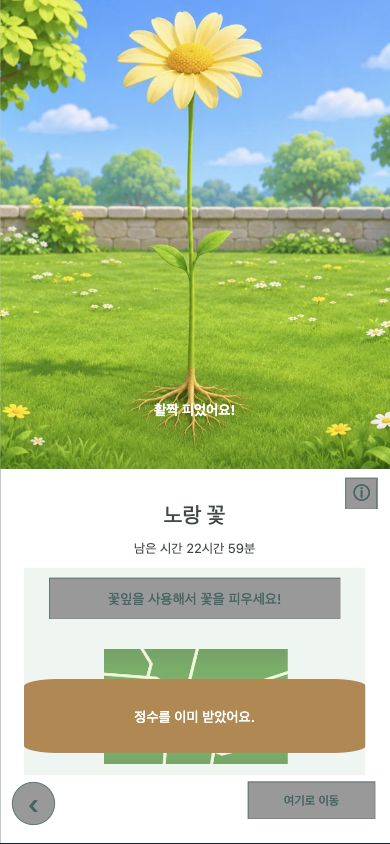 활짝 피었어요!
노랑 꽃
남은 시간 22시간 59분
꽃잎을 사용해서 꽃을 피우세요!
정수를 이미 받았어요.
여기로 이동